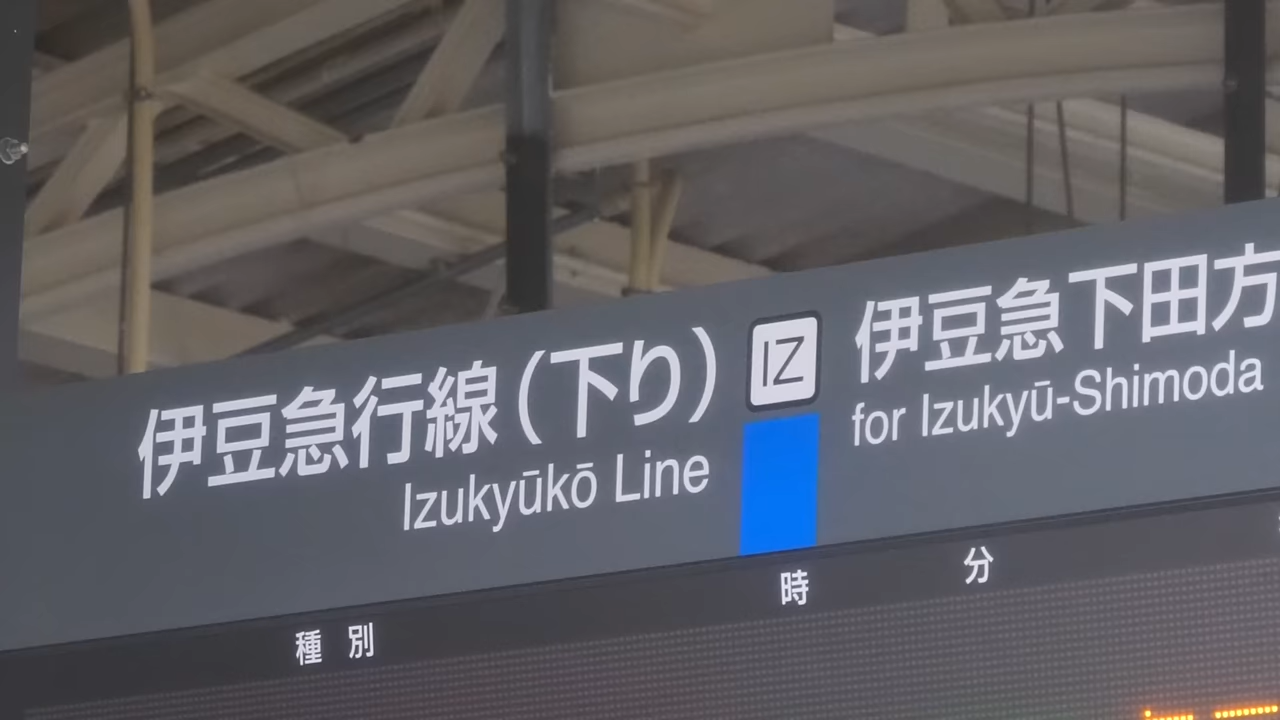 伊豆急行線(下り)
Izukyūkō Line
IZ
伊豆急下田方
for Izukyū-Shimoda
種別
時
分